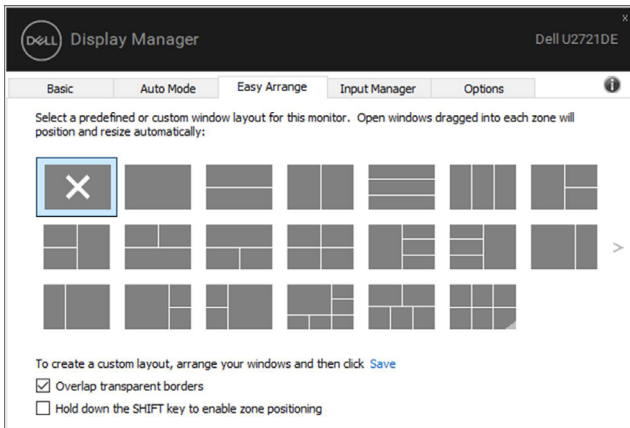 x
DELL Display Manager Dell U2721DE
Basic Auto Mode Easy Arrange Input Manager Options i
Select a predefined or custom window layout for this monitor. Open windows dragged into each zone will
position and resize automatically:
>
To create a custom layout, arrange your windows and then click Save
Overlap transparent borders
Hold down the SHIFT key to enable zone positioning